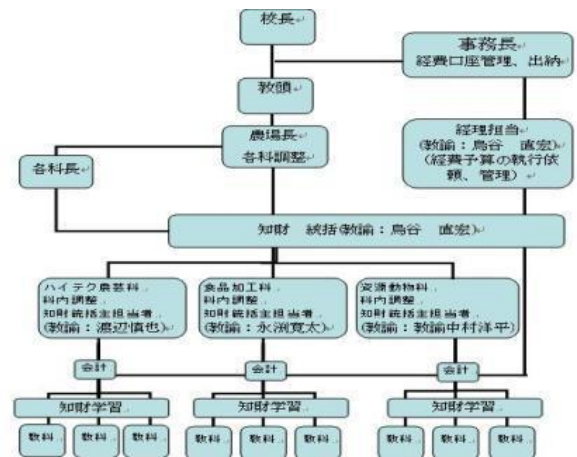 校長
事務長
経費口座管理、出納
教頭
農場長
各科調整
経理担当
(教諭：鳥谷　直宏)
(経費予算の執行依
頼、管理)
各科長
知財　統括(教諭：鳥谷　直宏)
ハイテク農芸科
科内調整
知財統括主担当者
(教諭：渡辺慎也)
食品加工科
科内調整
知財統括主担当者
(教諭：永渕寛太)
資源動物科
科内調整
知財統括主担当者
(教諭：教諭中村洋平)
会計
会計
会計
知財学習
知財学習
知財学習
教科
教科
教科
教科
教科
教科
教科
教科
教科